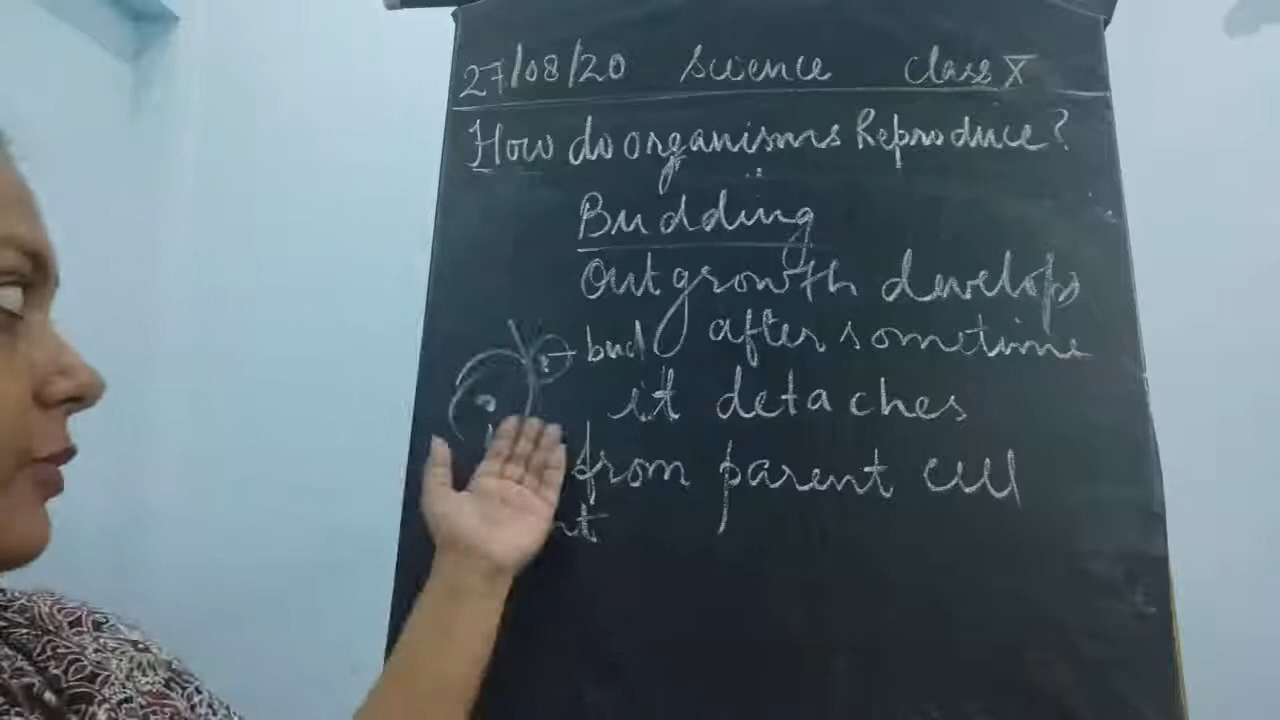 27/08/20 Science Class X
How do organisms Reproduce?
Budding
Outgrowth develops
bud after sometime
it detaches
from parent cell